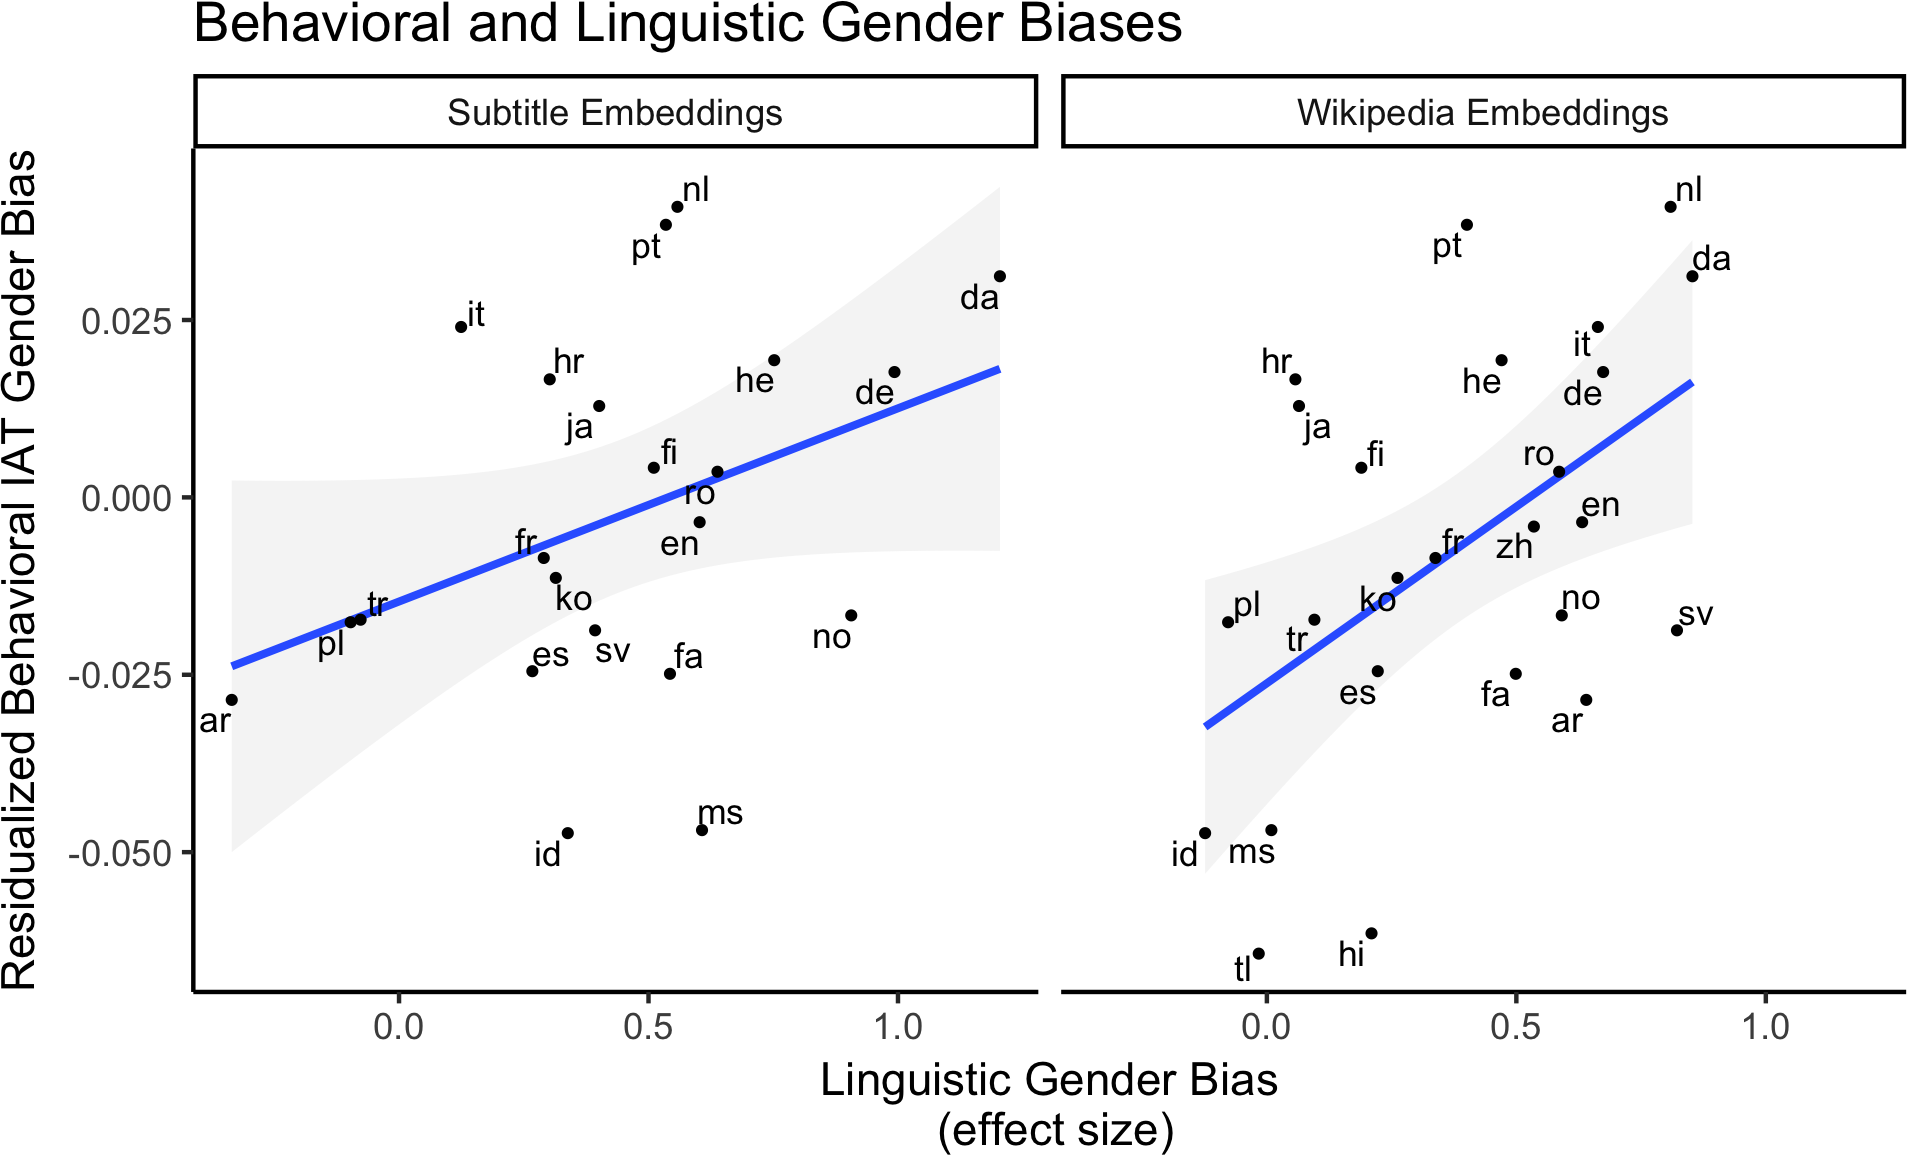 Behavioral and Linguistic Gender Biases
Subtitle Embeddings
Wikipedia Embeddings
Residualized Behavioral IAT Gender Bias
0.025
0.000
-0.025
-0.050
nl
pt
da
it
hr
he
de
ja
fi
ro
en
fr
ko
tr
pl
es
sv
fa
no
ar
ms
id
nl
pt
da
it
hr
he
de
ja
fi
ro
en
zh
fr
ko
pl
tr
no
sv
es
fa
ar
id
ms
hi
tl
0.0
0.5
1.0
0.0
0.5
1.0
Linguistic Gender Bias
(effect size)